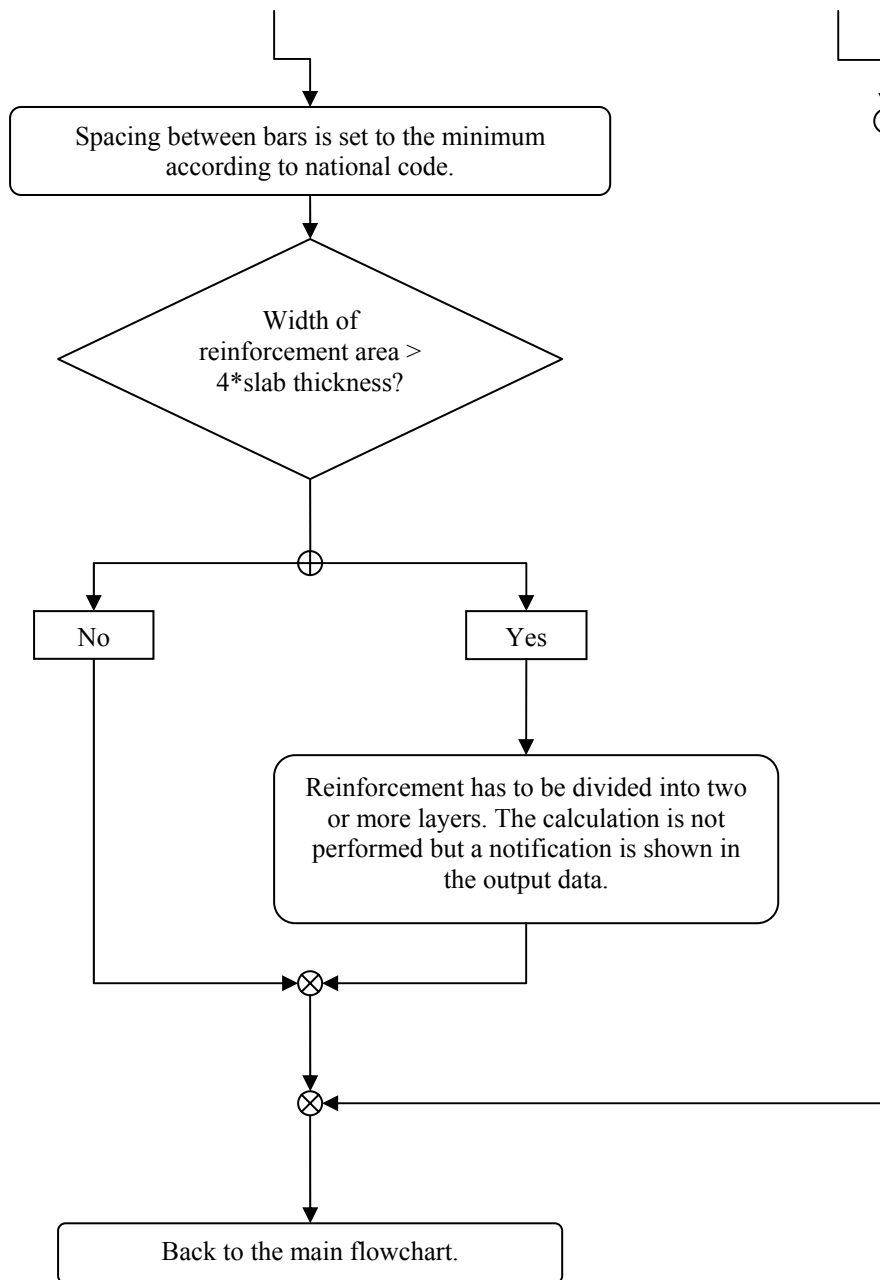 Spacing between bars is set to the minimum
according to national code.
Width of
reinforcement area >
4*slab thickness?
No
Yes
Reinforcement has to be divided into two
or more layers. The calculation is not
performed but a notification is shown in
the output data.
Back to the main flowchart.